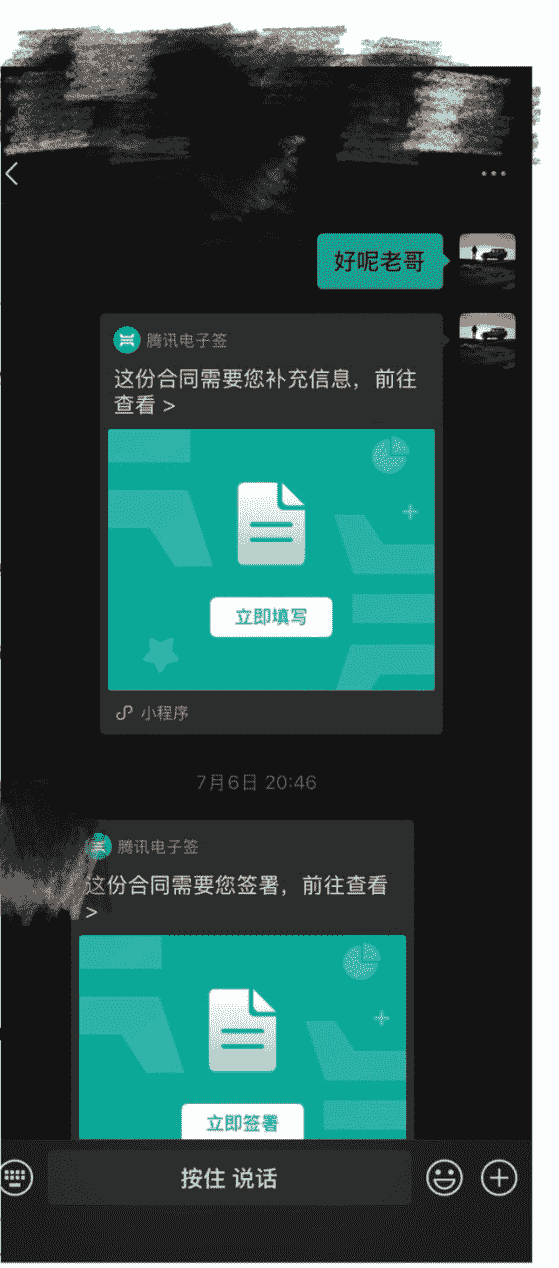 好呢老哥
腾讯电子签
这份合同需要您补充信息，前往
查看 >
立即填写
小程序
7月6日 20:46
腾讯电子签
这份合同需要您签署，前往查看
>
立即签署
按住 说话